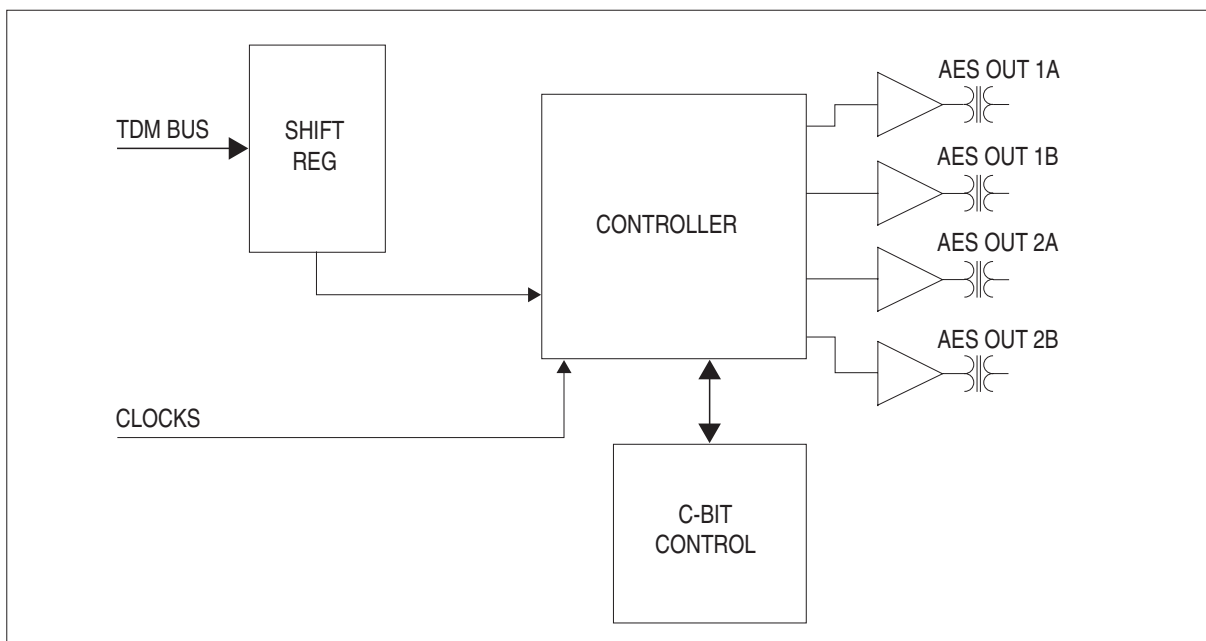 TDM BUS
SHIFT
REG
CONTROLLER
AES OUT 1A
AES OUT 1B
AES OUT 2A
AES OUT 2B
CLOCKS
C-BIT
CONTROL